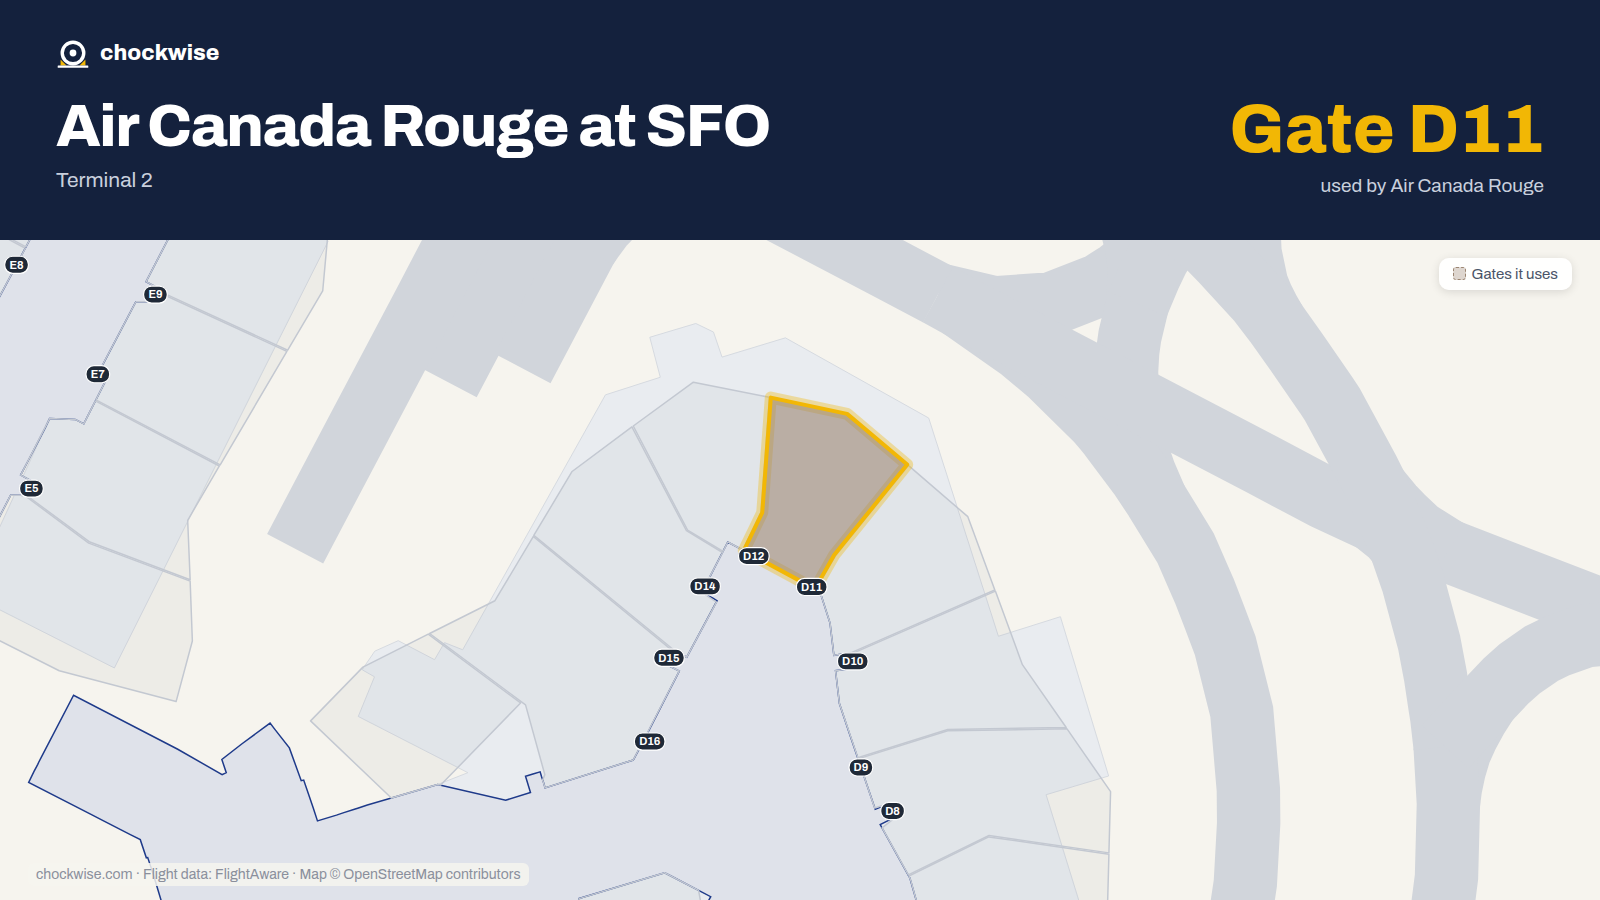 chockwise
Air Canada Rouge at SFO
Terminal 2
Gate D11
used by Air Canada Rouge
Gates it uses
E8
E9
E7
E5
D12
D11
D14
D15
D10
D16
D9
D8
chockwise.com · Flight data: FlightAware · Map © OpenStreetMap contributors